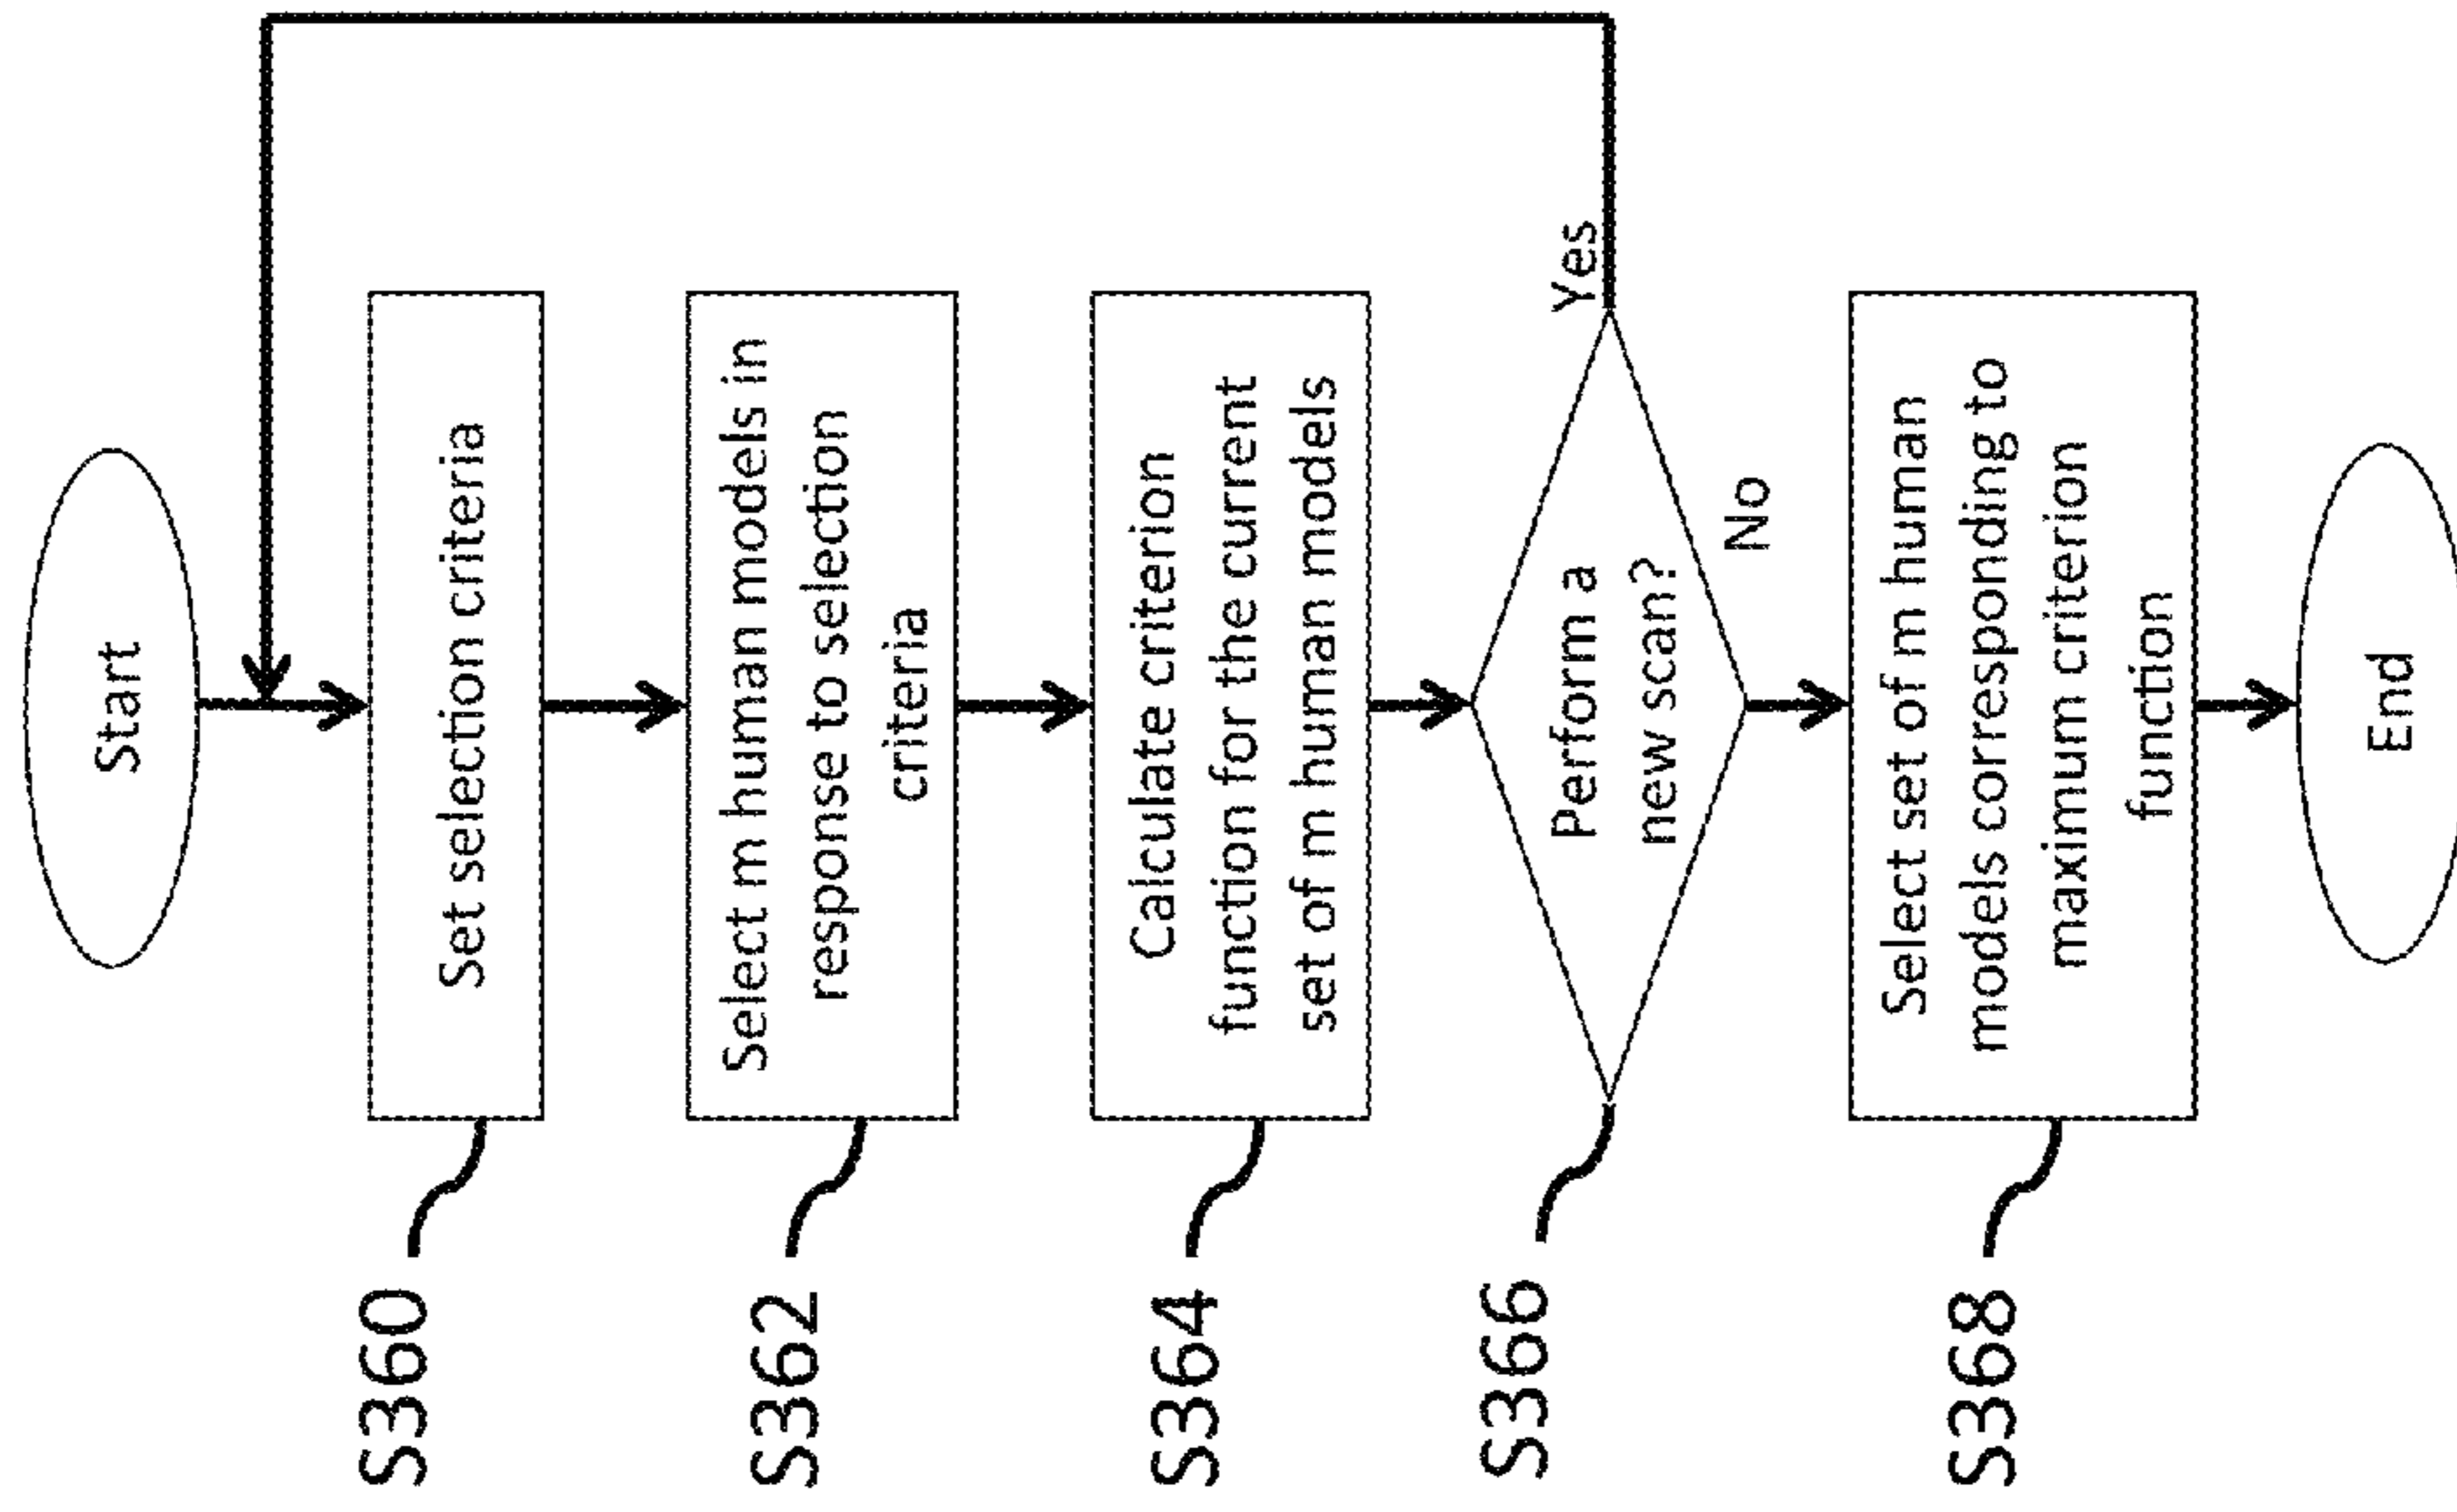 Start
S360
Set selection criteria
S362
Select m human models in
response to selection
criteria
S364
Calculate criterion
function for the current
set of m human models
S366
Perform a
new scan?
Yes
No
S368
Select set of m human
models corresponding to
maximum criterion
function
End